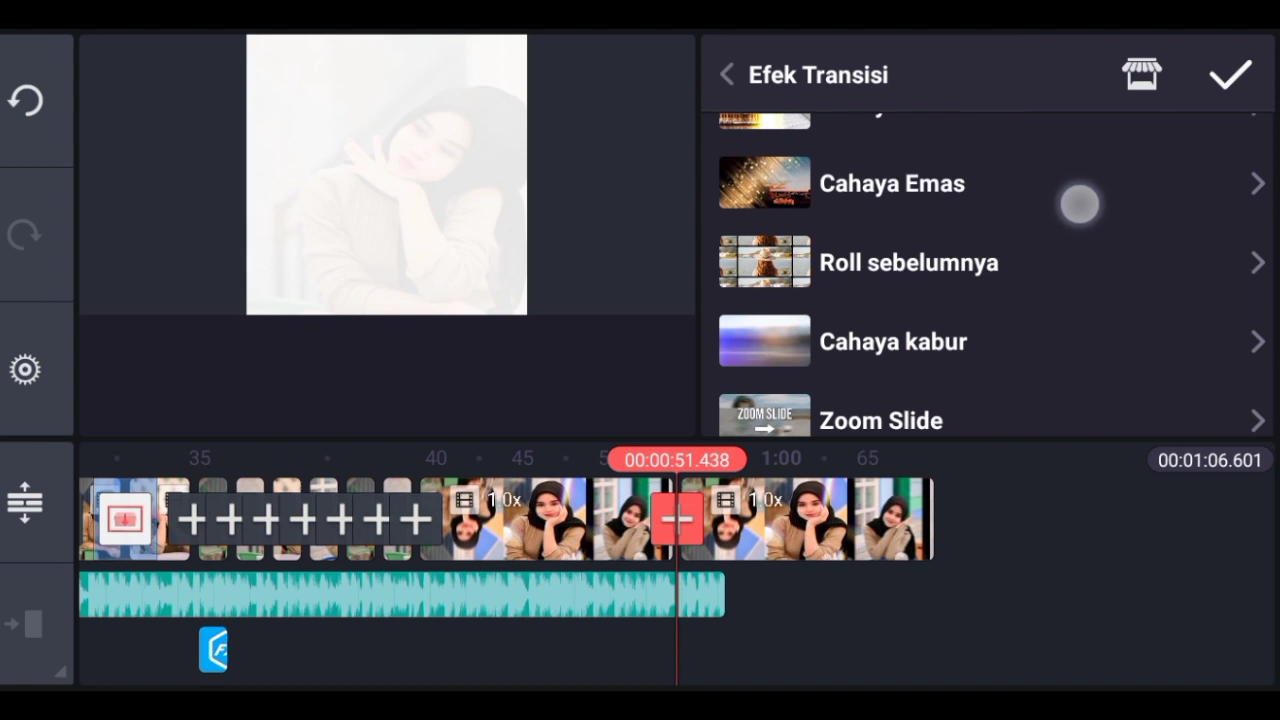 Efek Transisi
Cahaya Emas
Roll sebelumnya
Cahaya kabur
ZOOM SLIDE
Zoom Slide
35
40
45
5
00:00:51.438
1:00
65
00:01:06.601
1.0x
1.0x